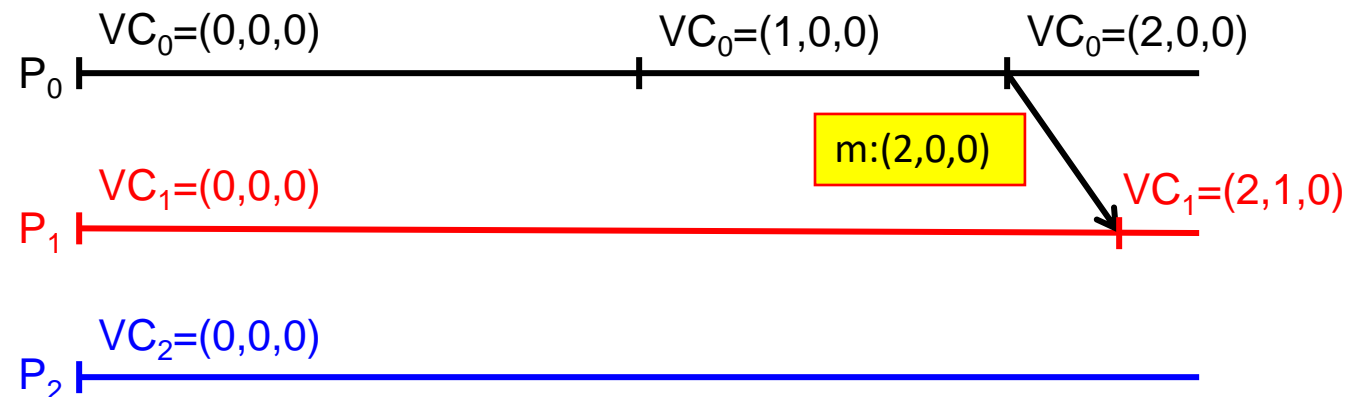 VC₀=(0,0,0) VC₀=(1,0,0) VC₀=(2,0,0)
P₀
m:(2,0,0)
VC₁=(0,0,0) VC₁=(2,1,0)
P₁
VC₂=(0,0,0)
P₂